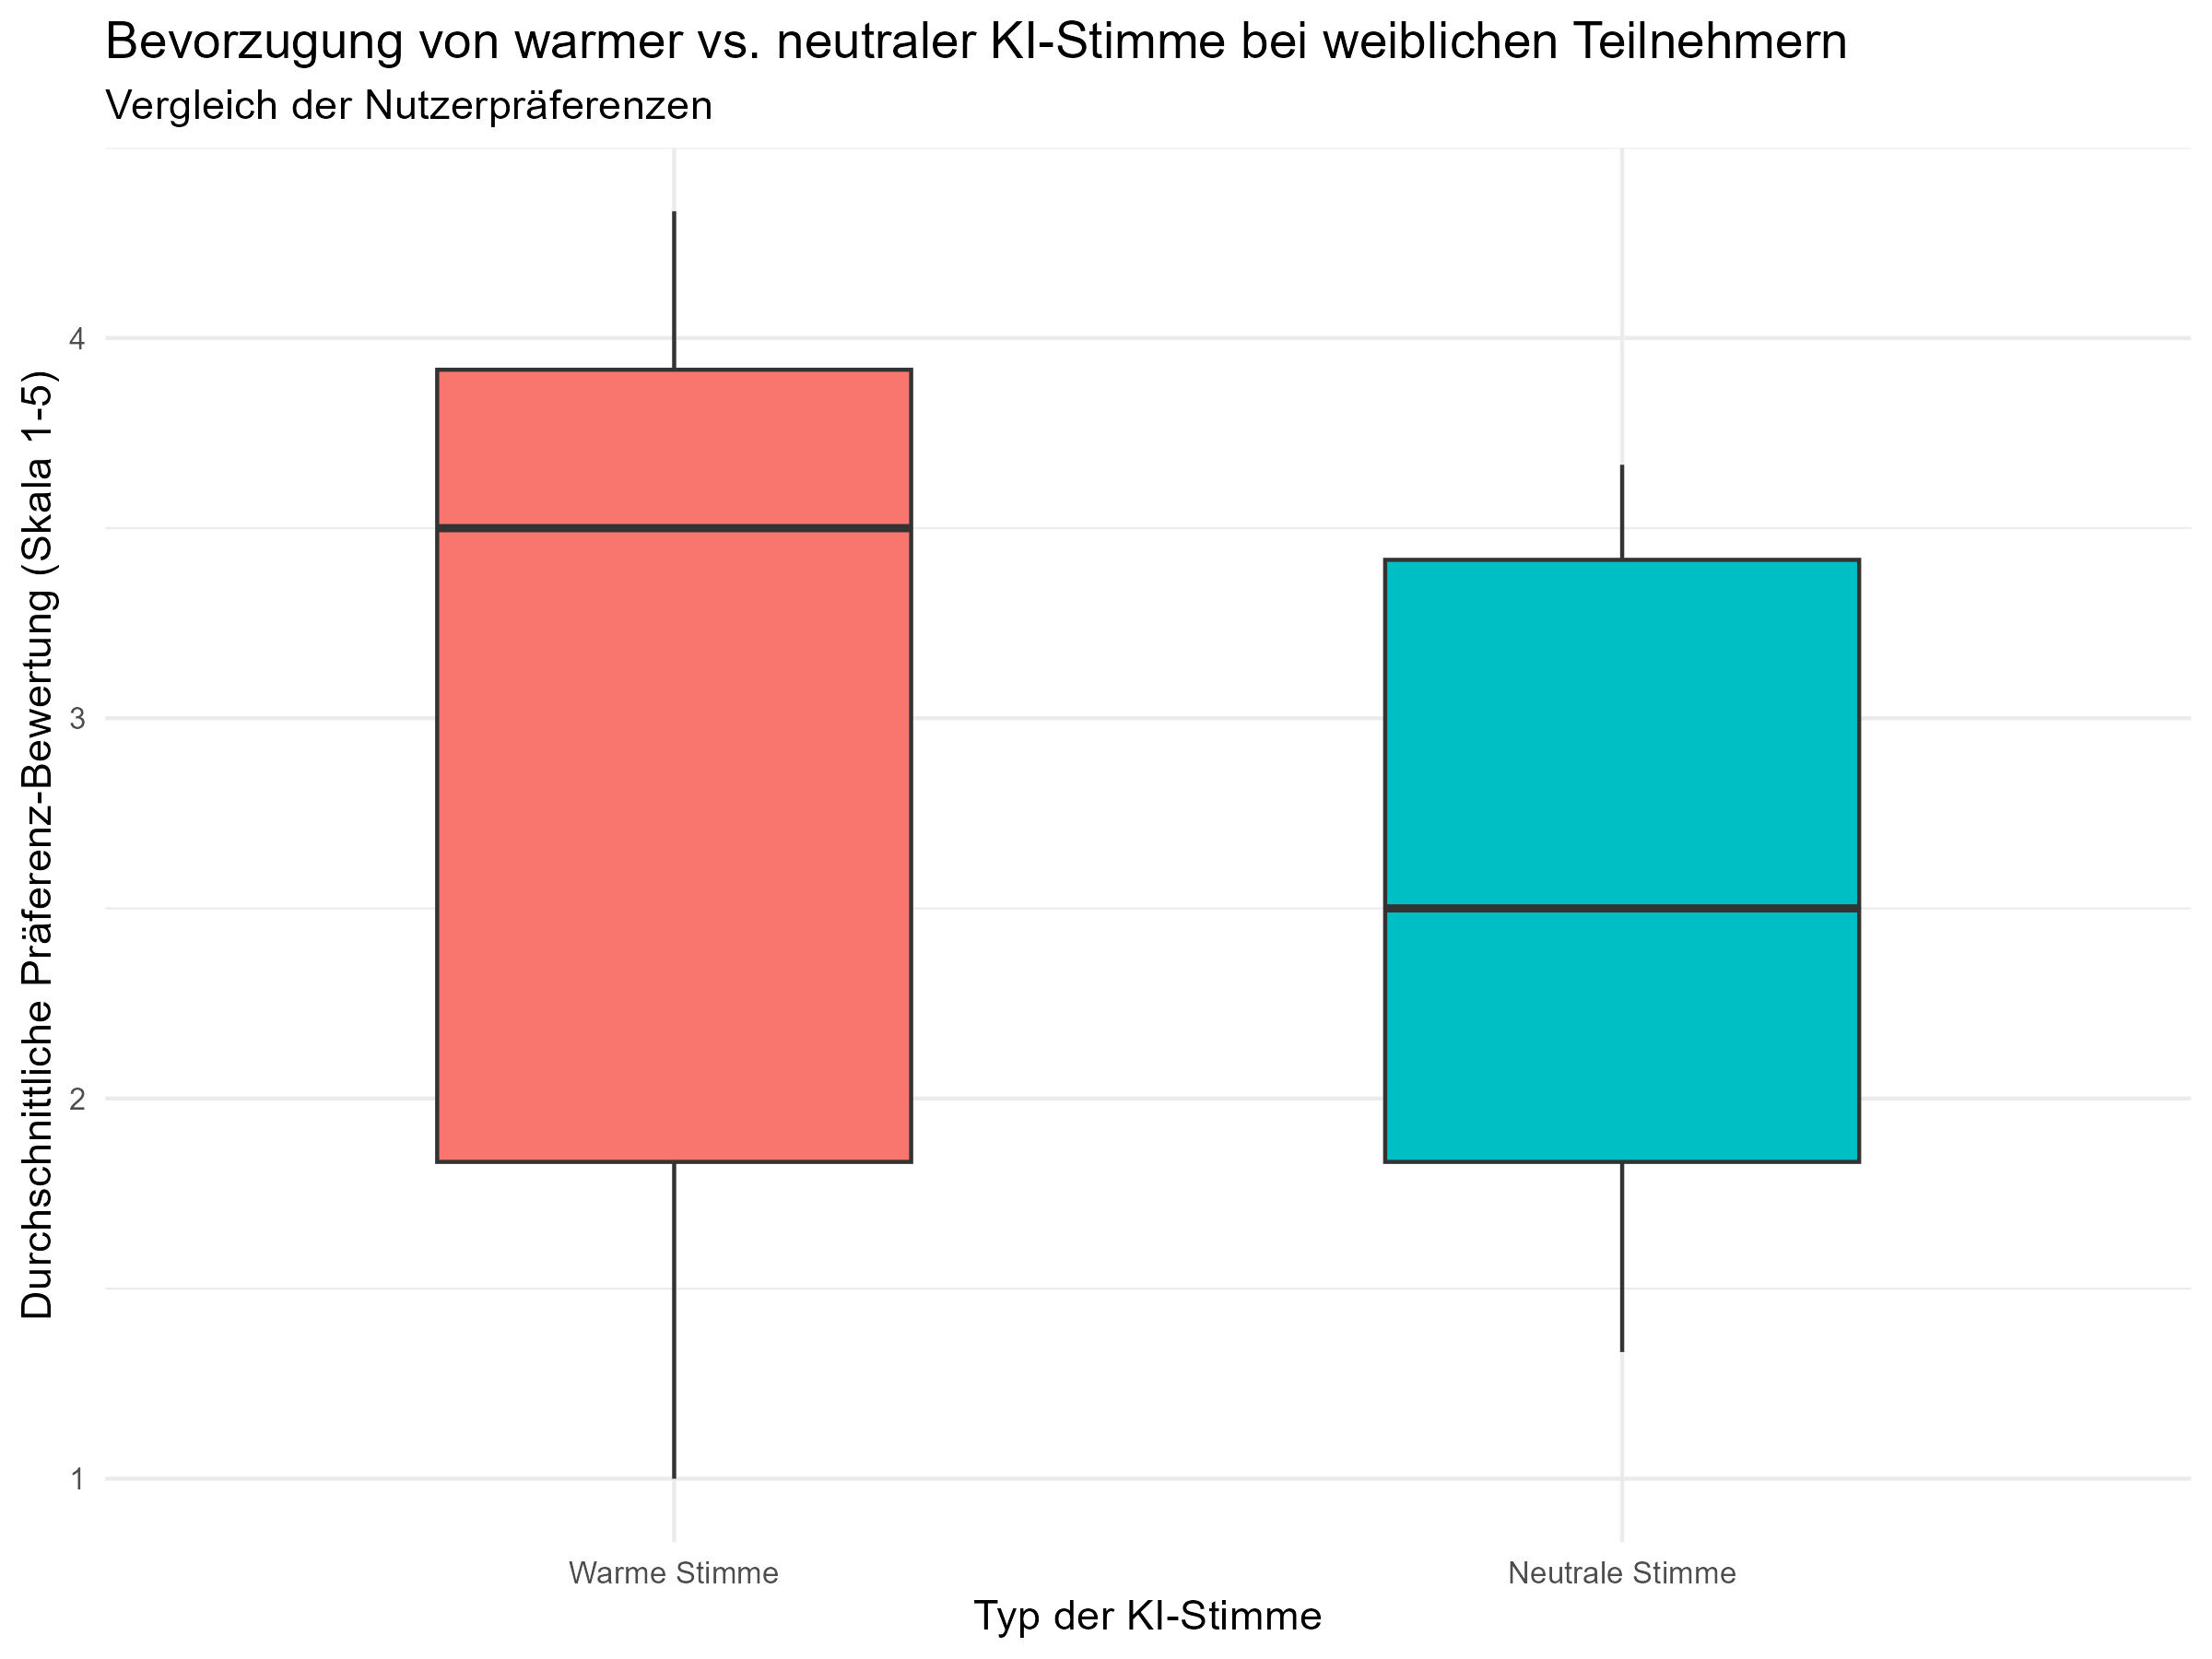 Bevorzugung von warmer vs. neutraler KI-Stimme bei weiblichen Teilnehmern
Vergleich der Nutzerpräferenzen
Durchschnittliche Präferenz-Bewertung (Skala 1-5)
4
3
2
1
Warme Stimme
Neutrale Stimme
Typ der KI-Stimme